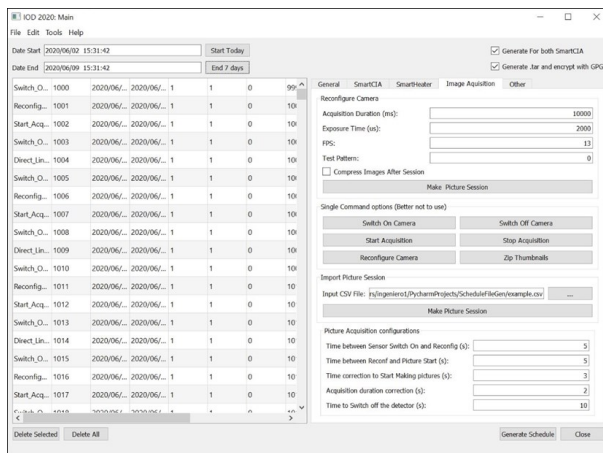 IOD 2020: Main
File Edit Tools Help
Date Start 2020/06/02 15:31:42 Start Today
Date End 2020/06/09 15:31:42 End 7 days
Generate For both SmartCIA
Generate .tar and encrypt with GPG
Switch_O... 1000 2020/06/... 2020/06/... 1 1 0
Reconfig... 1001 2020/06/... 2020/06/... 1 1 0
Start_Acq... 1002 2020/06/... 2020/06/... 1 1 0
Switch_O... 1003 2020/06/... 2020/06/... 1 1 0
Direct_Lin... 1004 2020/06/... 2020/06/... 1 1 0
Switch_O... 1005 2020/06/... 2020/06/... 1 1 0
Reconfig... 1006 2020/06/... 2020/06/... 1 1 0
Start_Acq... 1007 2020/06/... 2020/06/... 1 1 0
Switch_O... 1008 2020/06/... 2020/06/... 1 1 0
Direct_Lin... 1009 2020/06/... 2020/06/... 1 1 0
Switch_O... 1010 2020/06/... 2020/06/... 1 1 0
Reconfig... 1011 2020/06/... 2020/06/... 1 1 0
Start_Acq... 1012 2020/06/... 2020/06/... 1 1 0
Switch_O... 1013 2020/06/... 2020/06/... 1 1 0
Direct_Lin... 1014 2020/06/... 2020/06/... 1 1 0
Switch_O... 1015 2020/06/... 2020/06/... 1 1 0
Reconfig... 1016 2020/06/... 2020/06/... 1 1 0
Start_Acq... 1017 2020/06/... 2020/06/... 1 1 0
General SmartCIA SmartHeater Image Aquisition Other
Reconfigure Camera
Acquisition Duration (ms): 10000
Exposure Time (us): 2000
FPS: 13
Test Pattern: 0
Compress Images After Session
Make Picture Session
Single Command options (Better not to use)
Switch On Camera Switch Off Camera
Start Acquisition Stop Acquisition
Reconfigure Camera Zip Thumbnails
Import Picture Session
Input CSV File: rs/ingeniero1/PycharmProjects/ScheduleFileGen/example.csv ...
Make Picture Session
Picture Acquisition configurations
Time between Sensor Switch On and Reconfig (s): 5
Time between Reconf and Picture Start (s): 5
Time correction to Start Making pictures (s): 3
Acquisition duration correction (s): 2
Time to Switch off the detector (s): 10
Delete Selected Delete All Generate Schedule Close